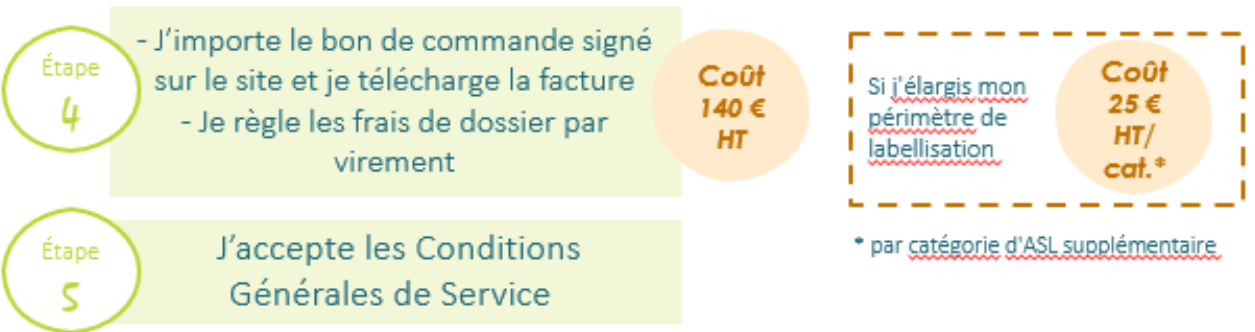 Étape
4
- J'importe le bon de commande signé
sur le site et je télécharge la facture
- Je règle les frais de dossier par
virement
Coût
140 €
HT
Si j'élargis mon
périmètre de
labellisation
Coût
25 €
HT/
cat.*
* par catégorie d'ASL supplémentaire
Étape
5
J'accepte les Conditions
Générales de Service